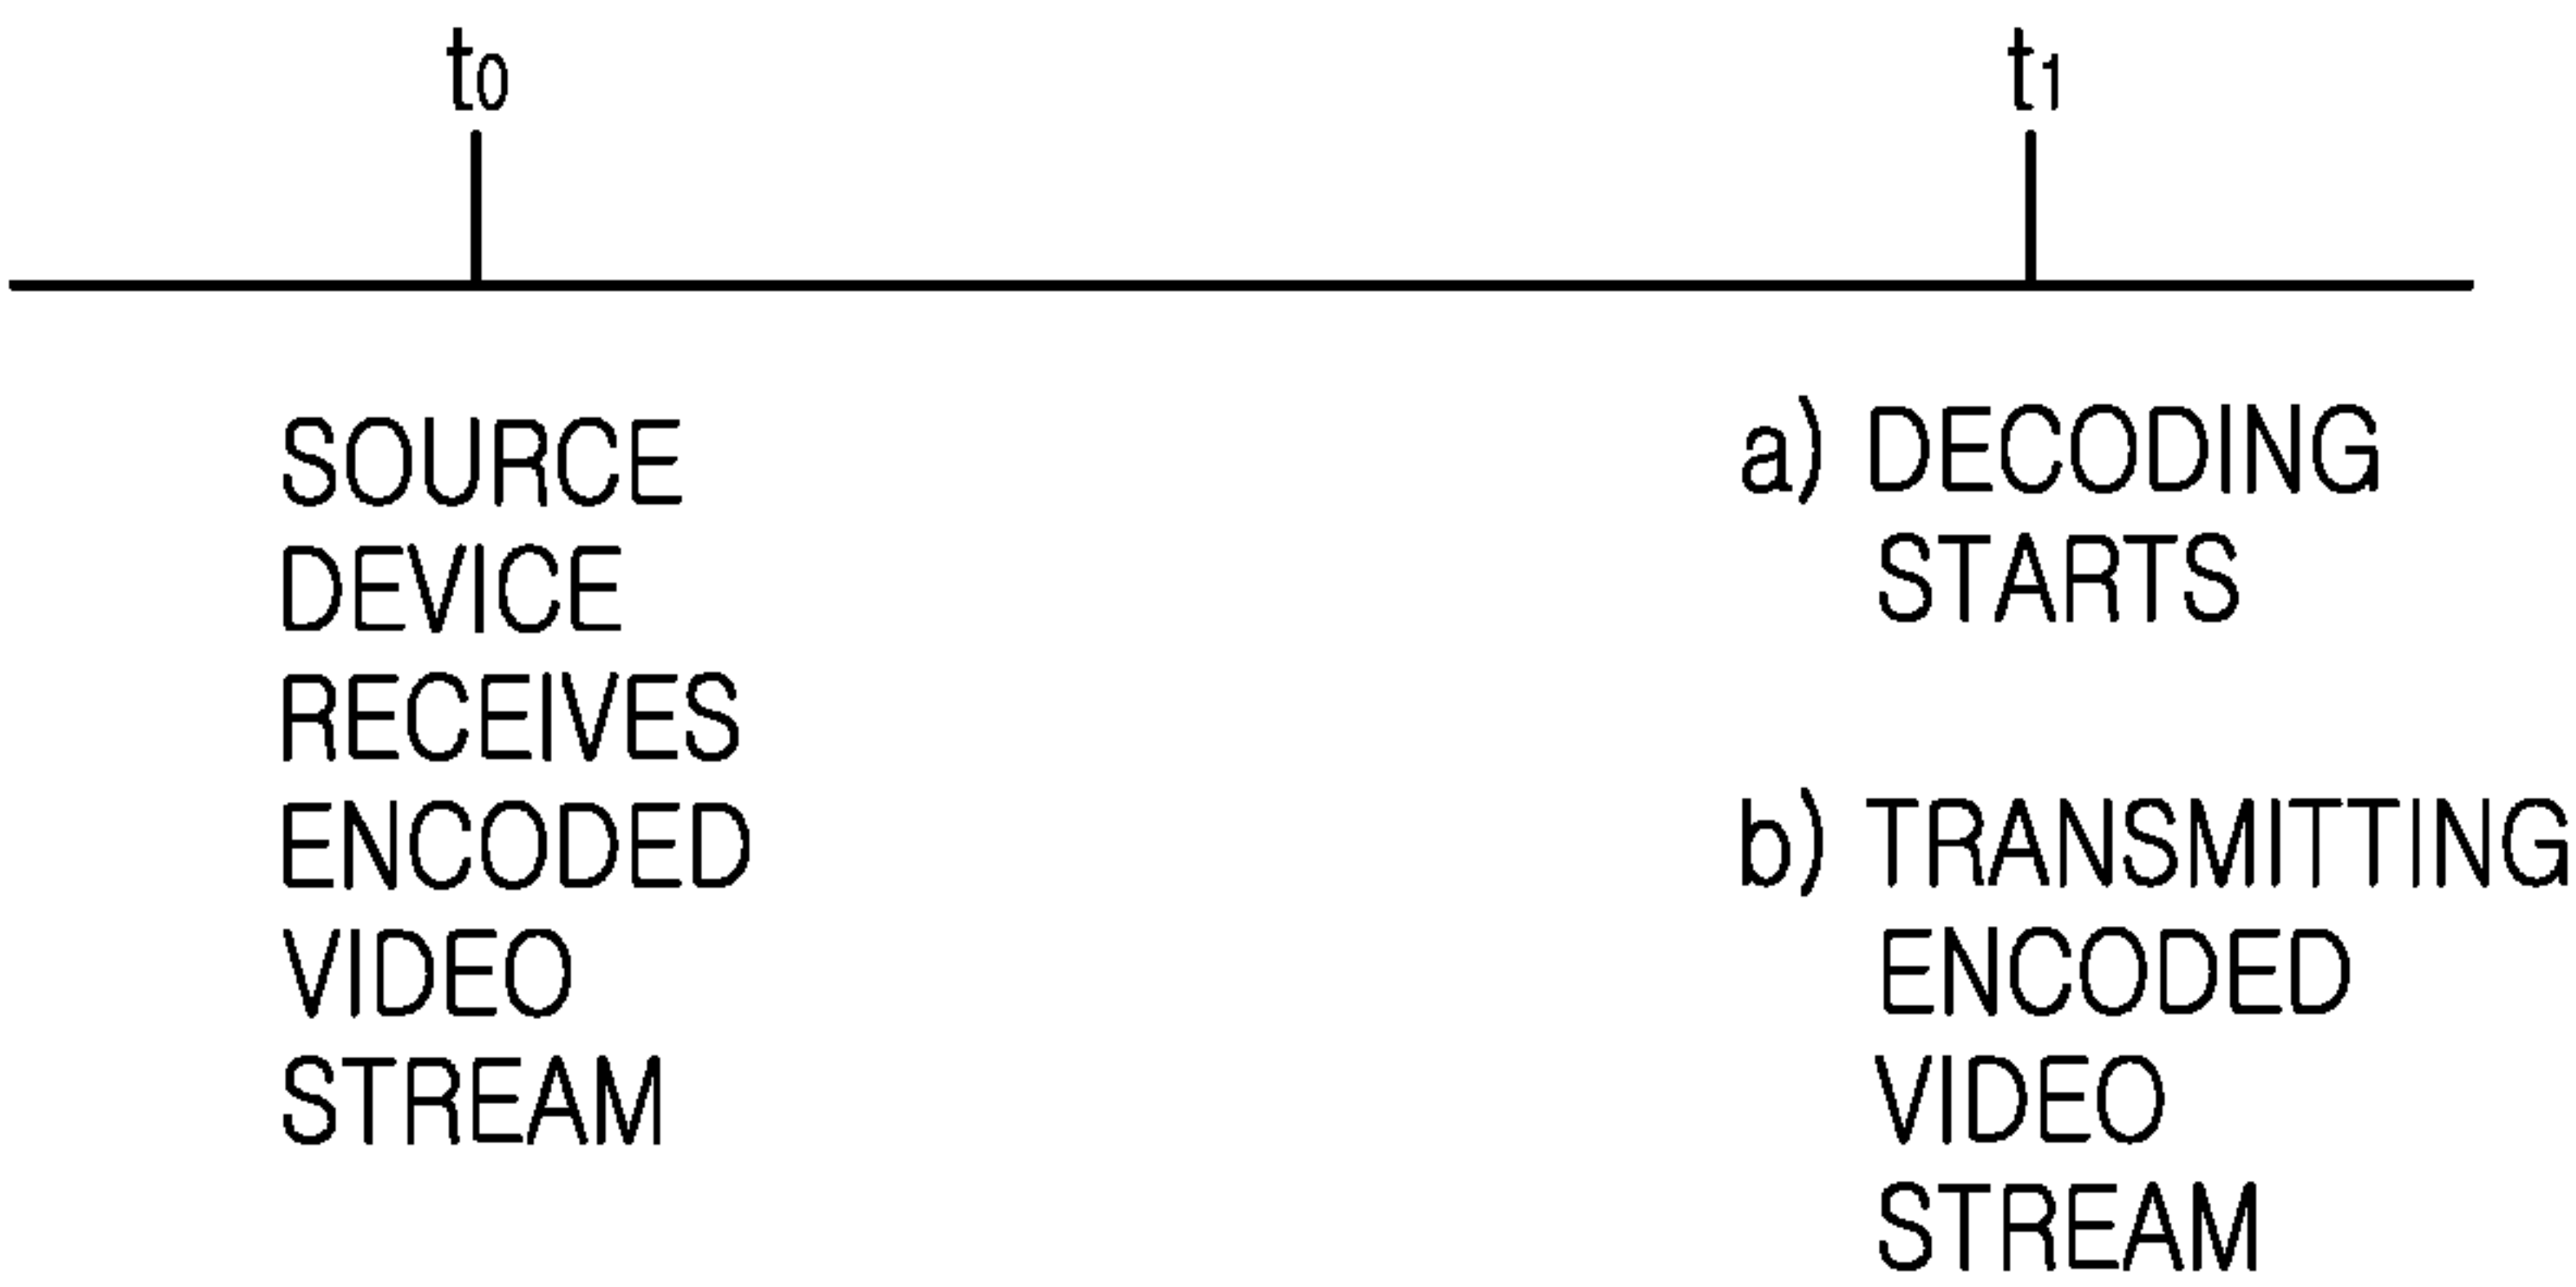 t0
t1
SOURCE
DEVICE
RECEIVES
ENCODED
VIDEO
STREAM
a) DECODING
STARTS
b) TRANSMITTING
ENCODED
VIDEO
STREAM